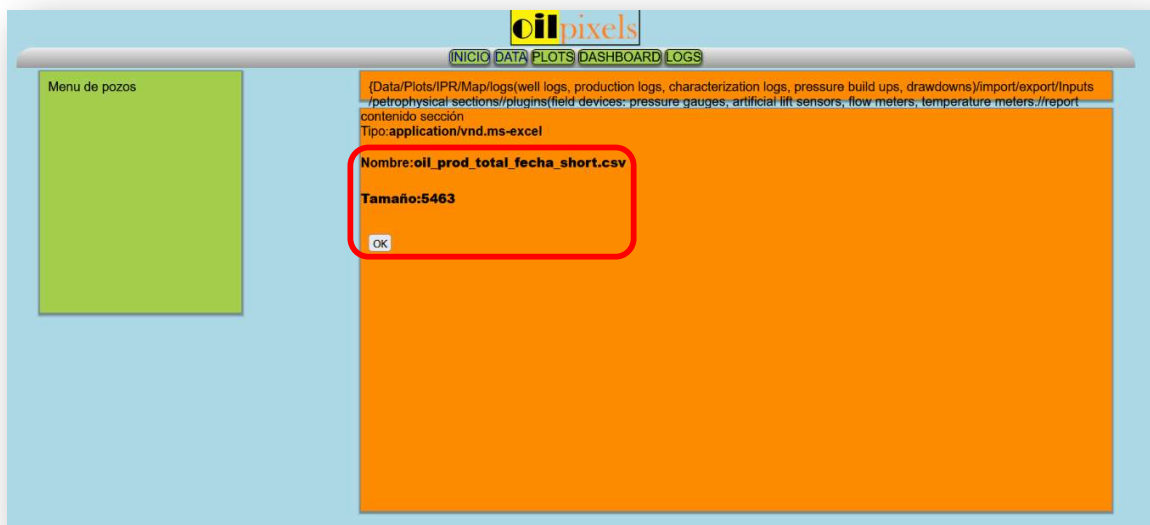 oilpixels
INICIO DATA PLOTS DASHBOARD LOGS
Menu de pozos
{Data/Plots/IPR/Map/logs(well logs, production logs, characterization logs, pressure build ups, drawdowns)/import/export/Inputs
/petrophysical sections//plugins(field devices: pressure gauges, artificial lift sensors, flow meters, temperature meters.//report
contenido sección
Tipo:application/vnd.ms-excel
Nombre:oil_prod_total_fecha_short.csv
Tamaño:5463
OK